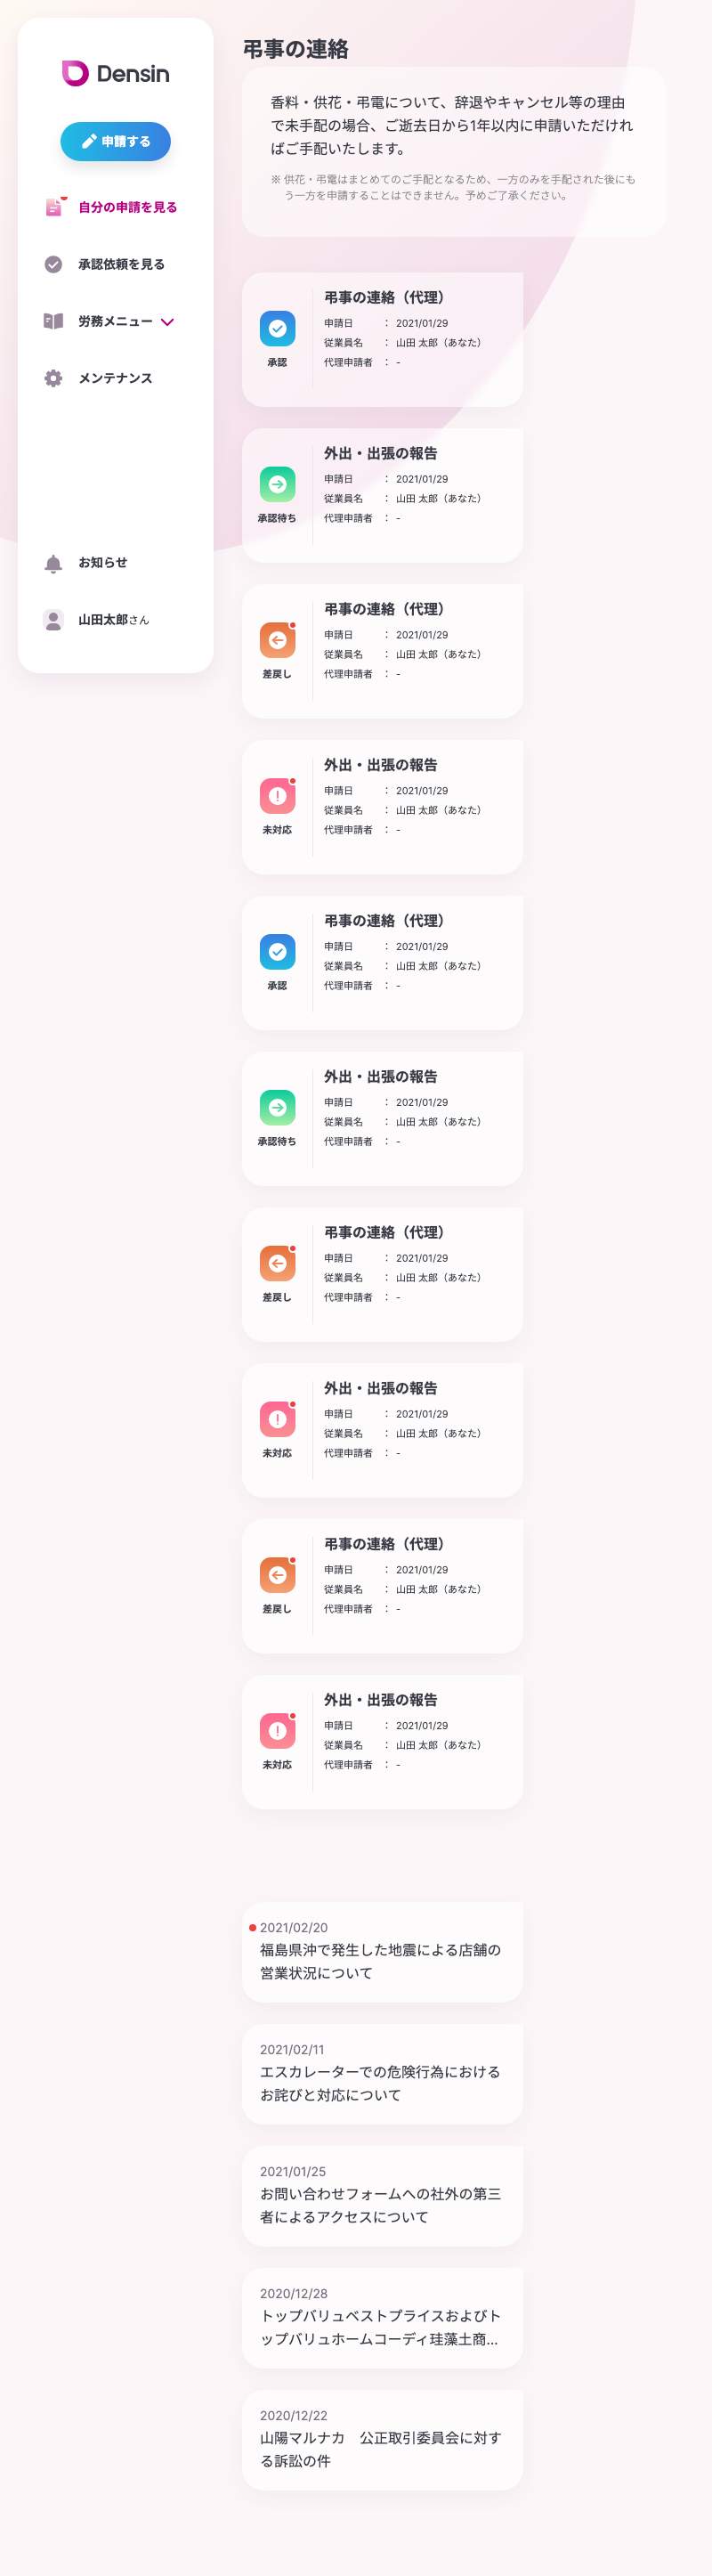 Densin
申請する
自分の申請を見る
承認依頼を見る
労務メニュー
メンテナンス
お知らせ
山田太郎さん
弔事の連絡
香料・供花・弔電について、辞退やキャンセル等の理由
で未手配の場合、ご逝去日から1年以内に申請いただけれ
ばご手配いたします。
※ 供花・弔電はまとめてのご手配となるため、一方のみを手配された後にも
う一方を申請することはできません。予めご了承ください。
弔事の連絡（代理）
申請日 ： 2021/01/29
従業員名 ： 山田 太郎（あなた）
代理申請者 ： -
承認
外出・出張の報告
申請日 ： 2021/01/29
従業員名 ： 山田 太郎（あなた）
代理申請者 ： -
承認待ち
弔事の連絡（代理）
申請日 ： 2021/01/29
従業員名 ： 山田 太郎（あなた）
代理申請者 ： -
差戻し
外出・出張の報告
申請日 ： 2021/01/29
従業員名 ： 山田 太郎（あなた）
代理申請者 ： -
未対応
弔事の連絡（代理）
申請日 ： 2021/01/29
従業員名 ： 山田 太郎（あなた）
代理申請者 ： -
承認
外出・出張の報告
申請日 ： 2021/01/29
従業員名 ： 山田 太郎（あなた）
代理申請者 ： -
承認待ち
弔事の連絡（代理）
申請日 ： 2021/01/29
従業員名 ： 山田 太郎（あなた）
代理申請者 ： -
差戻し
外出・出張の報告
申請日 ： 2021/01/29
従業員名 ： 山田 太郎（あなた）
代理申請者 ： -
未対応
弔事の連絡（代理）
申請日 ： 2021/01/29
従業員名 ： 山田 太郎（あなた）
代理申請者 ： -
差戻し
外出・出張の報告
申請日 ： 2021/01/29
従業員名 ： 山田 太郎（あなた）
代理申請者 ： -
未対応
2021/02/20
福島県沖で発生した地震による店舗の
営業状況について
2021/02/11
エスカレーターでの危険行為における
お詫びと対応について
2021/01/25
お問い合わせフォームへの社外の第三
者によるアクセスについて
2020/12/28
トップバリュベストプライスおよびト
ップバリュホームコーディ珪藻土商...
2020/12/22
山陽マルナカ　公正取引委員会に対す
る訴訟の件